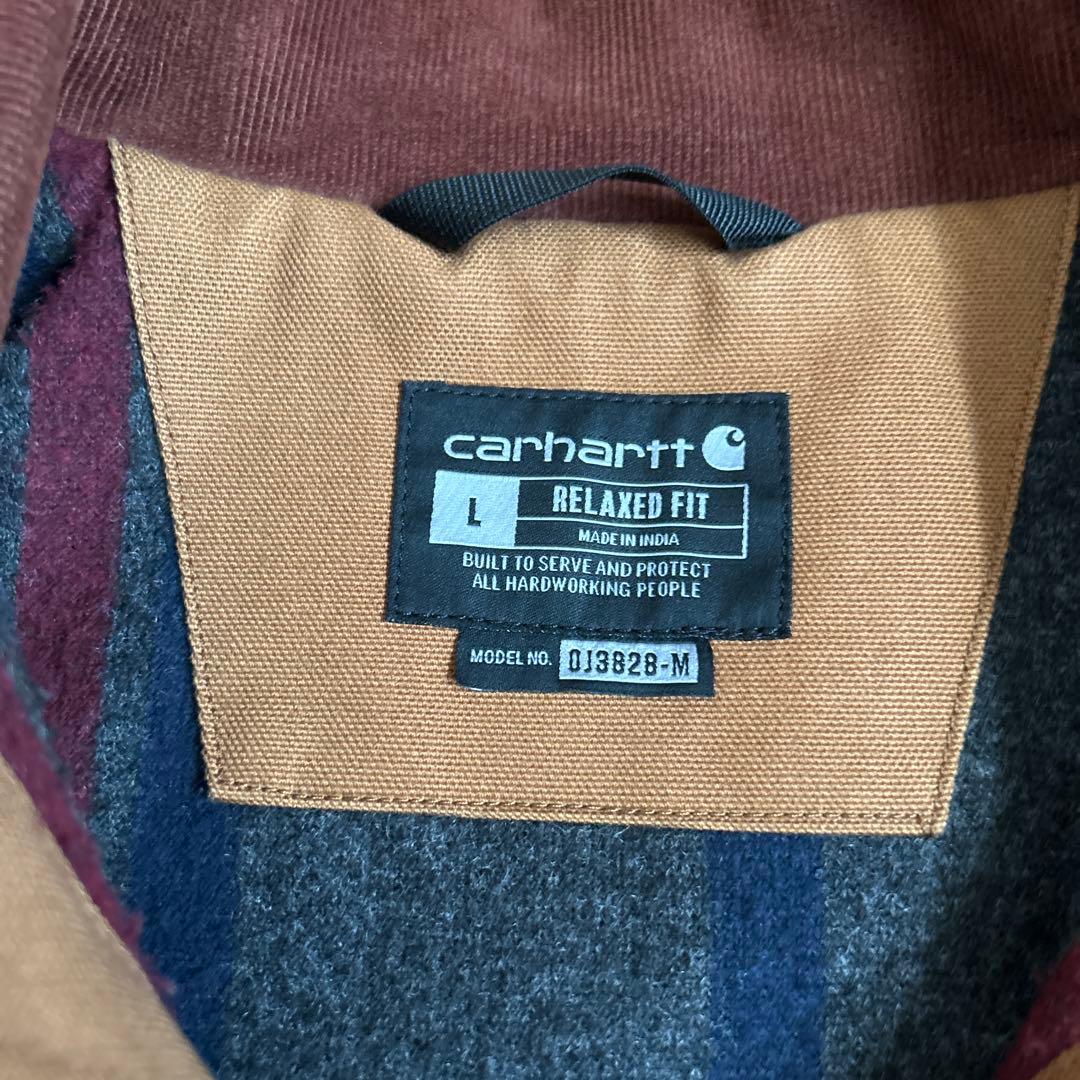 carhartt
L RELAXED FIT
MADE IN INDIA
BUILT TO SERVE AND PROTECT
ALL HARDWORKING PEOPLE
MODEL NO. OJ3828-M